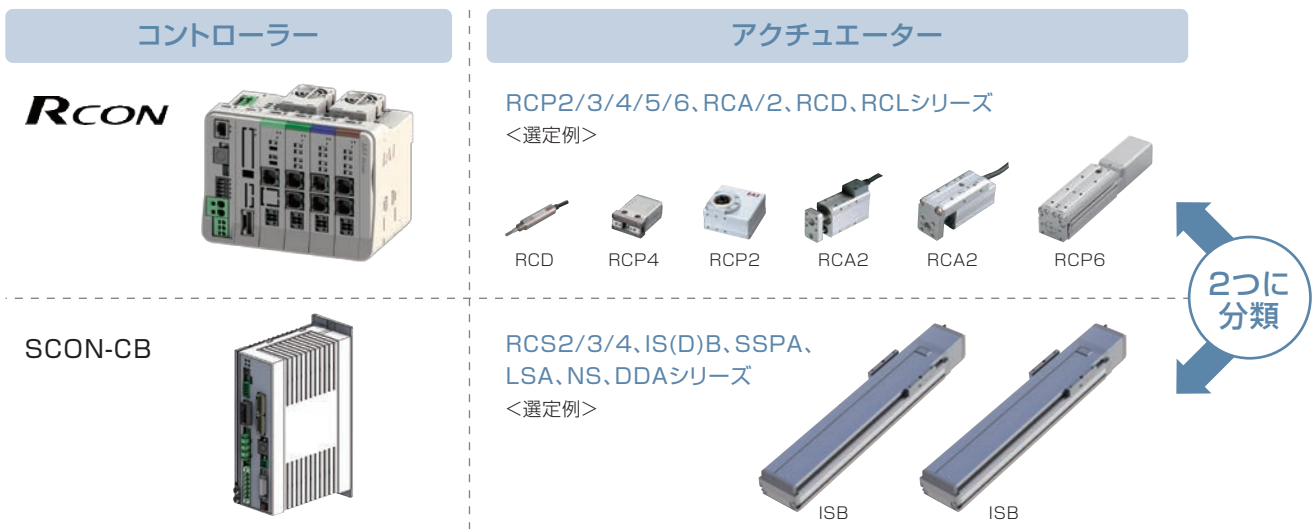 コントローラー
アクチュエーター
RCON
RCP2/3/4/5/6、RCA/2、RCD、RCLシリーズ
<選定例>
RCD
RCP4
RCP2
RCA2
RCA2
RCP6
2つに
分類
SCON-CB
RCS2/3/4、IS(D)B、SSPA、
LSA、NS、DDAシリーズ
<選定例>
ISB
ISB